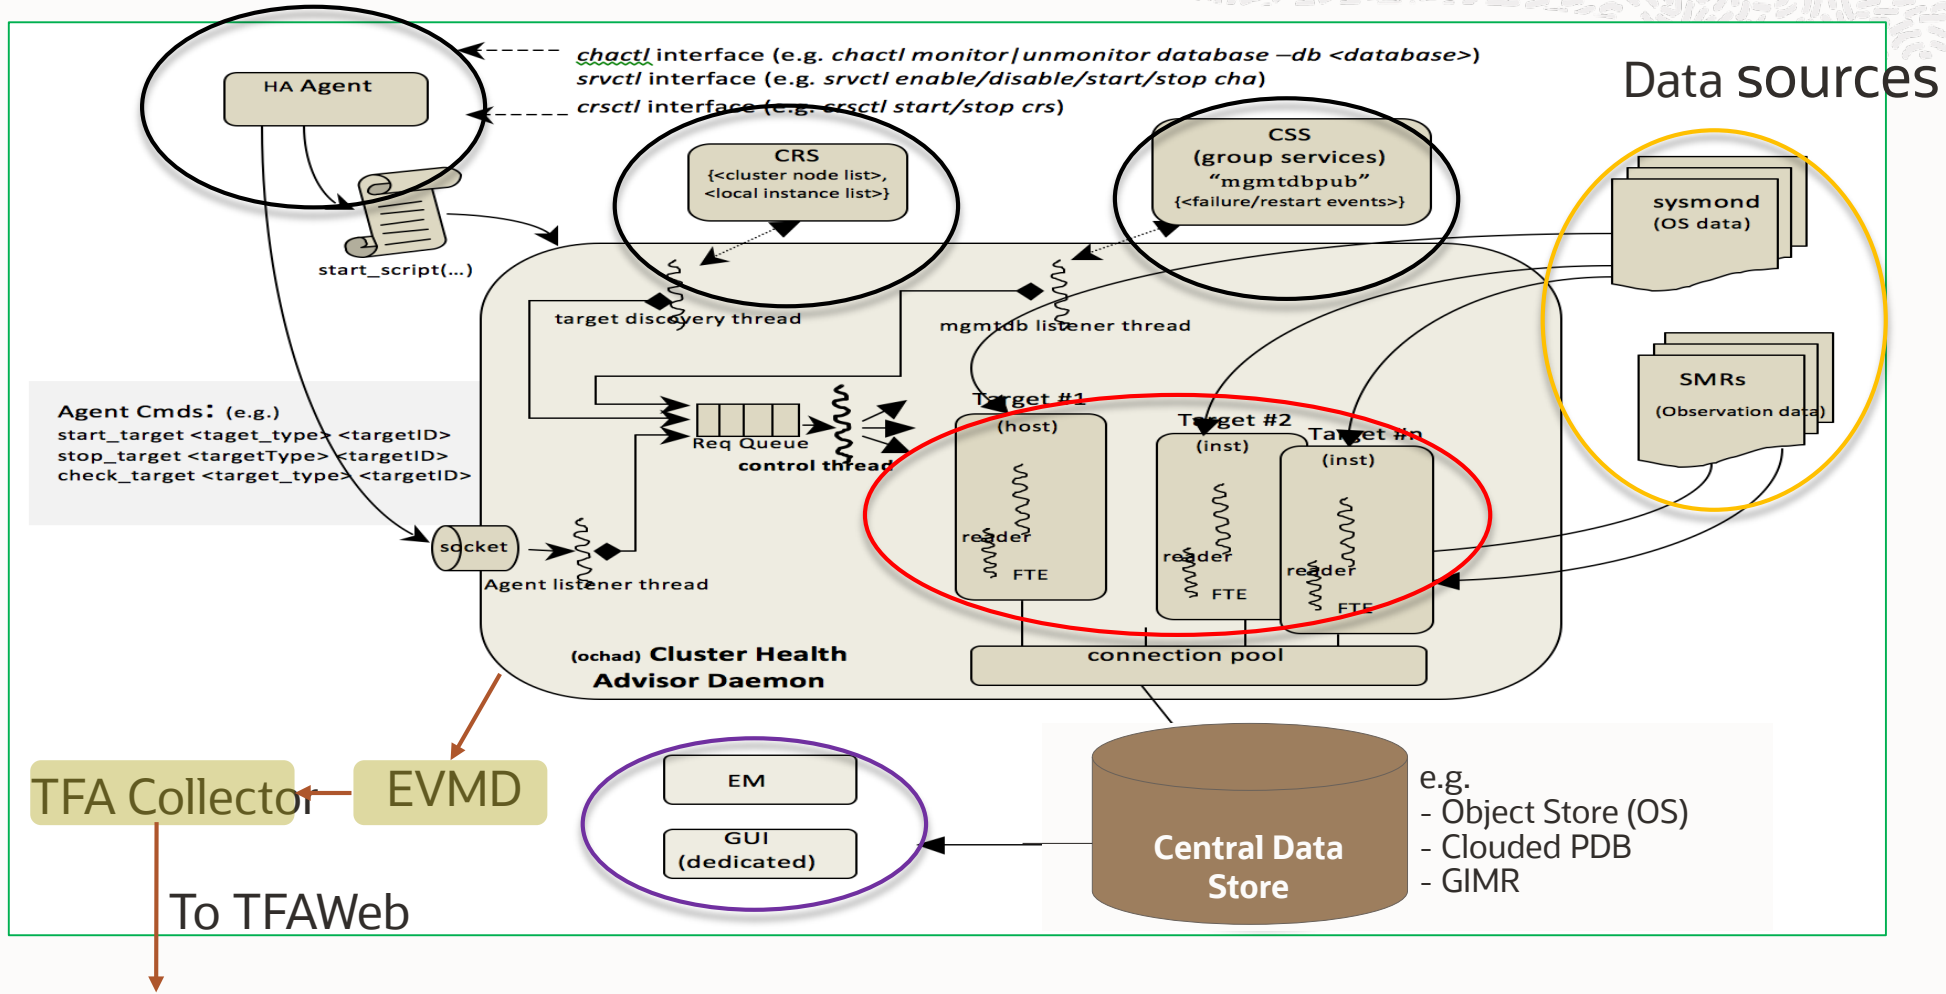 chactl interface (e.g. chactl monitor|unmonitor database –db <database>)
srvctl interface (e.g. srvctl enable/disable/start/stop cha)
crsctl interface (e.g. crsctl start/stop crs)
Data sources
HA Agent
CRS
{<cluster node list>,
<local instance list>}
CSS
(group services)
“mgmtdbpub”
{<failure/restart events>}
sysmond
(OS data)
start_script(...)
target discovery thread
mgmtdb listener thread
SMRs
(Observation data)
Agent Cmds: (e.g.)
start_target <taget_type> <targetID>
stop_target <targetType> <targetID>
check_target <target_type> <targetID>
Req Queue
control thread
Target #1
(host)
reader
FTE
Target #2
(inst)
reader
FTE
Target #n
(inst)
reader
FTE
socket
Agent listener thread
(ochad) Cluster Health
Advisor Daemon
connection pool
TFA Collector
EVMD
To TFAWeb
EM
GUI
(dedicated)
Central Data
Store
e.g.
- Object Store (OS)
- Clouded PDB
- GIMR